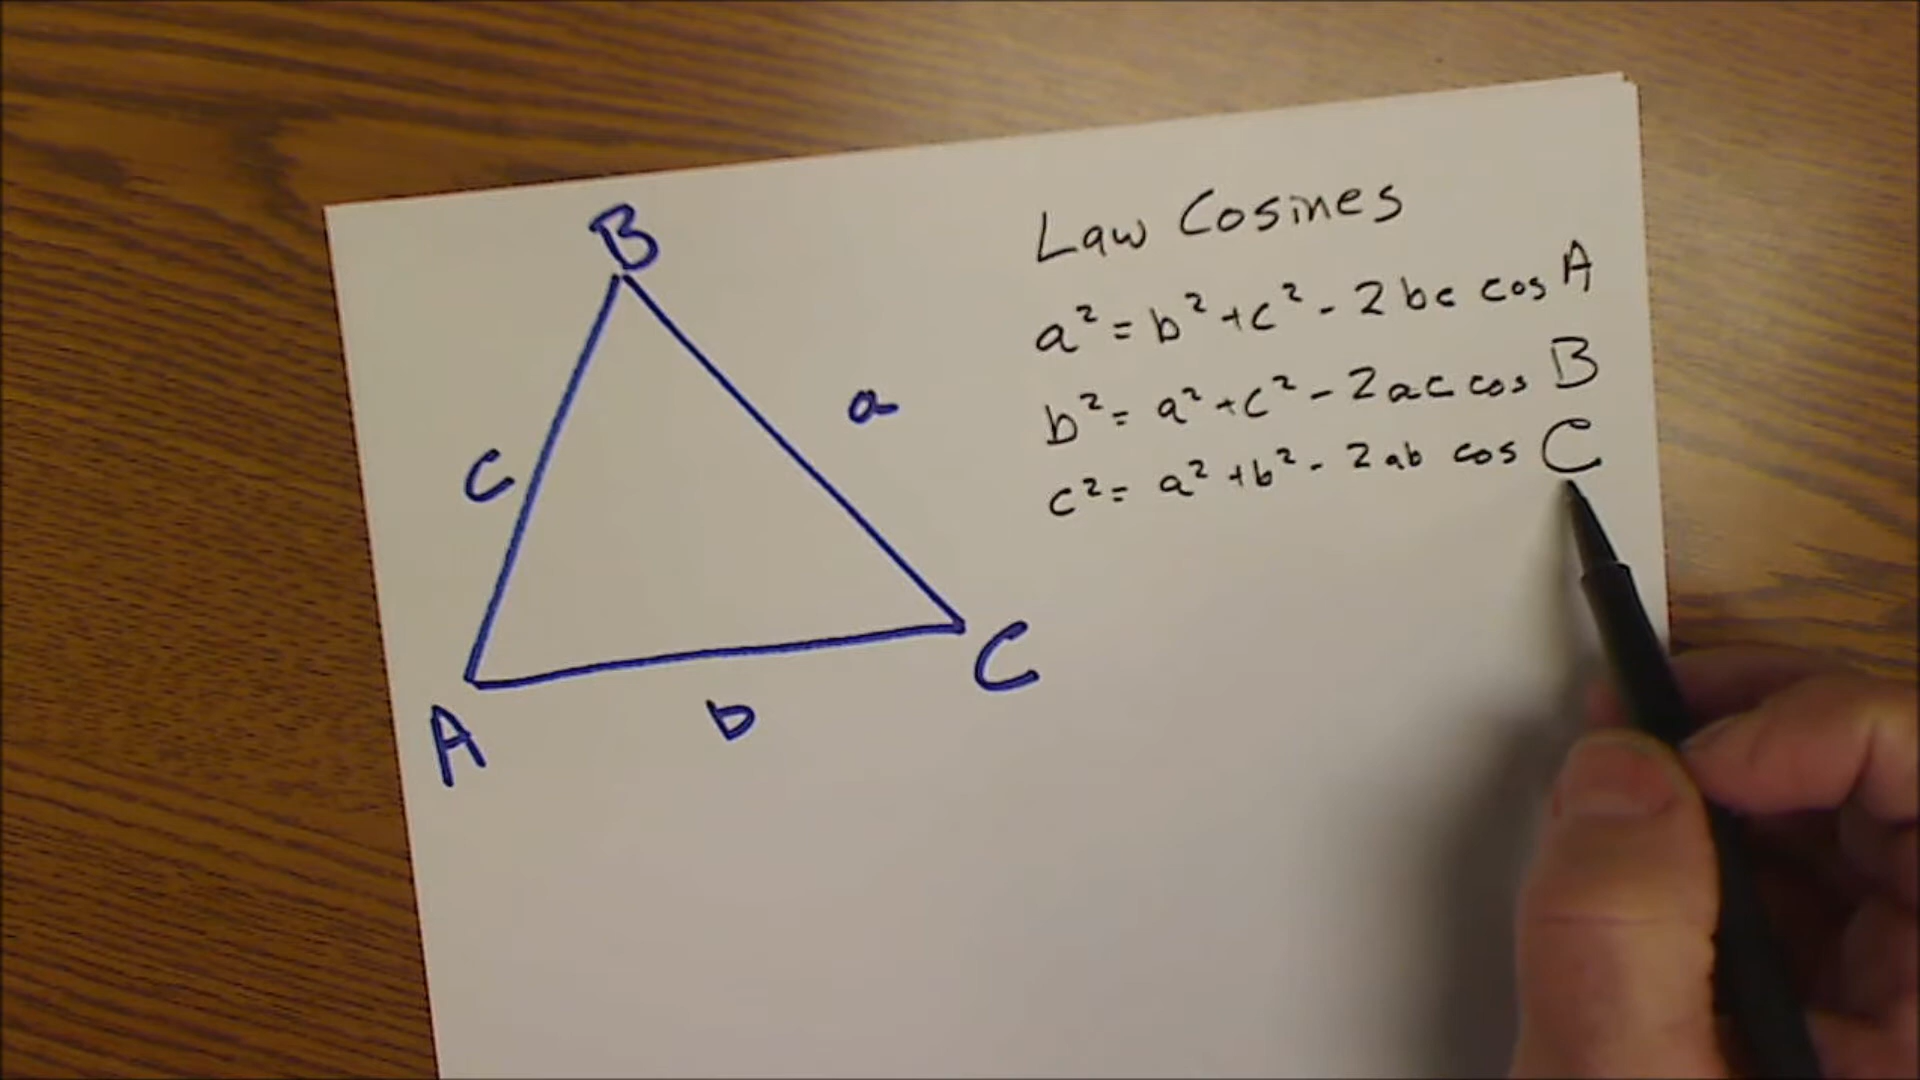 B
Law Cosines
a² = b² + c² - 2bc cos A
b² = a² + c² - 2ac cos B
c² = a² + b² - 2ab cos C
a
c
C
b
A